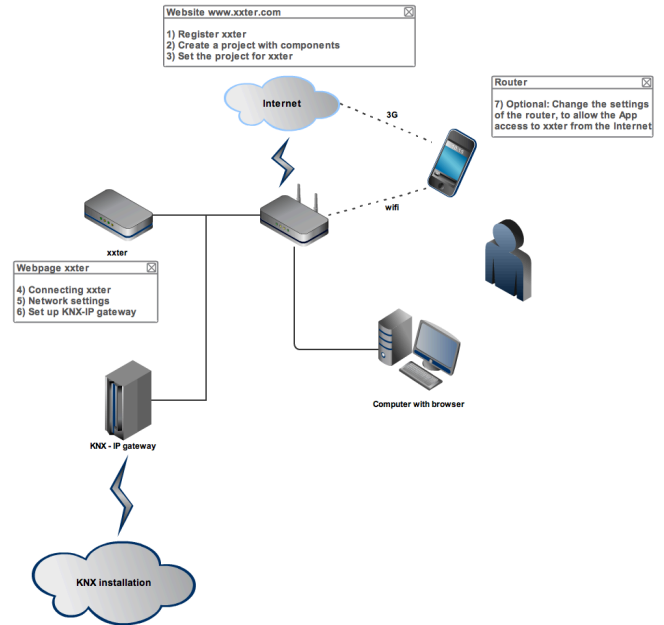 Website www.xxter.com
1) Register xxter
2) Create a project with components
3) Set the project for xxter
Internet
3G
Router
7) Optional: Change the settings
of the router, to allow the App
access to xxter from the internet
wifi
xxter
Webpage xxter
4) Connecting xxter
5) Network settings
6) Set up KNX-IP gateway
Computer with browser
KNX - IP gateway
KNX installation